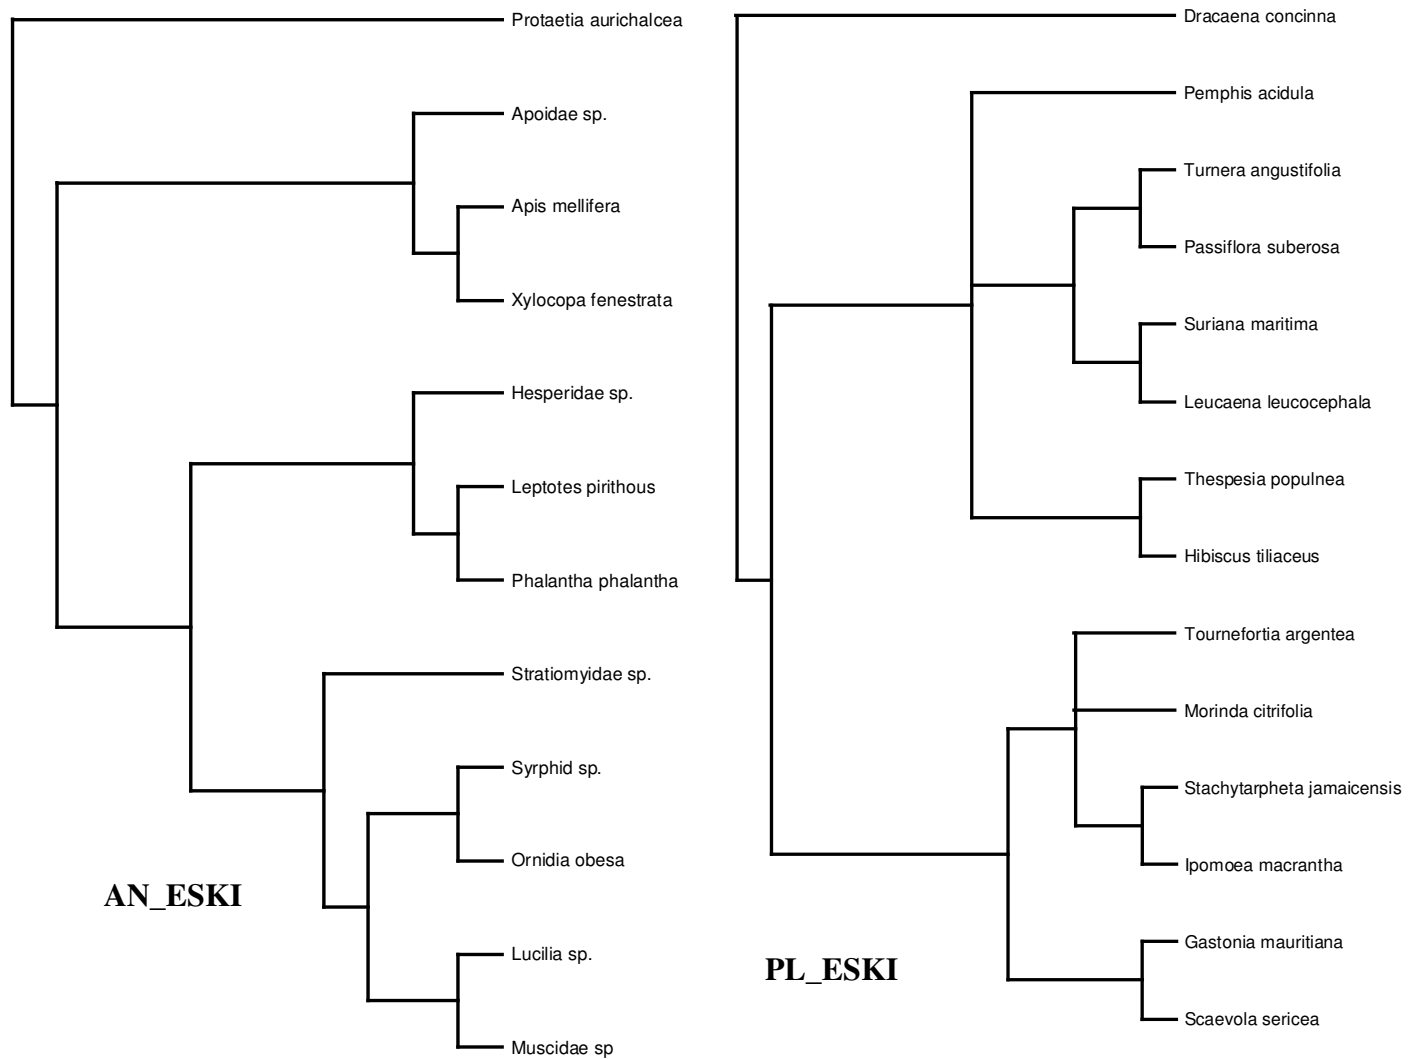 Protaetia aurichalcea
Apoidae sp.
Apis mellifera
Xylocopa fenestrata
Hesperidae sp.
Leptotes pirithous
Phalantha phalantha
Stratiomyidae sp.
Syrphid sp.
Ornidia obesa
Lucilia sp.
Muscidae sp
AN_ESKI
Dracaena concinna
Pemphis acidula
Turnera angustifolia
Passiflora suberosa
Suriana maritima
Leucaena leucocephala
Thespesia populnea
Hibiscus tiliaceus
Tournefortia argentea
Morinda citrifolia
Stachytarpheta jamaicensis
Ipomoea macrantha
Gastonia mauritiana
Scaevola sericea
PL_ESKI